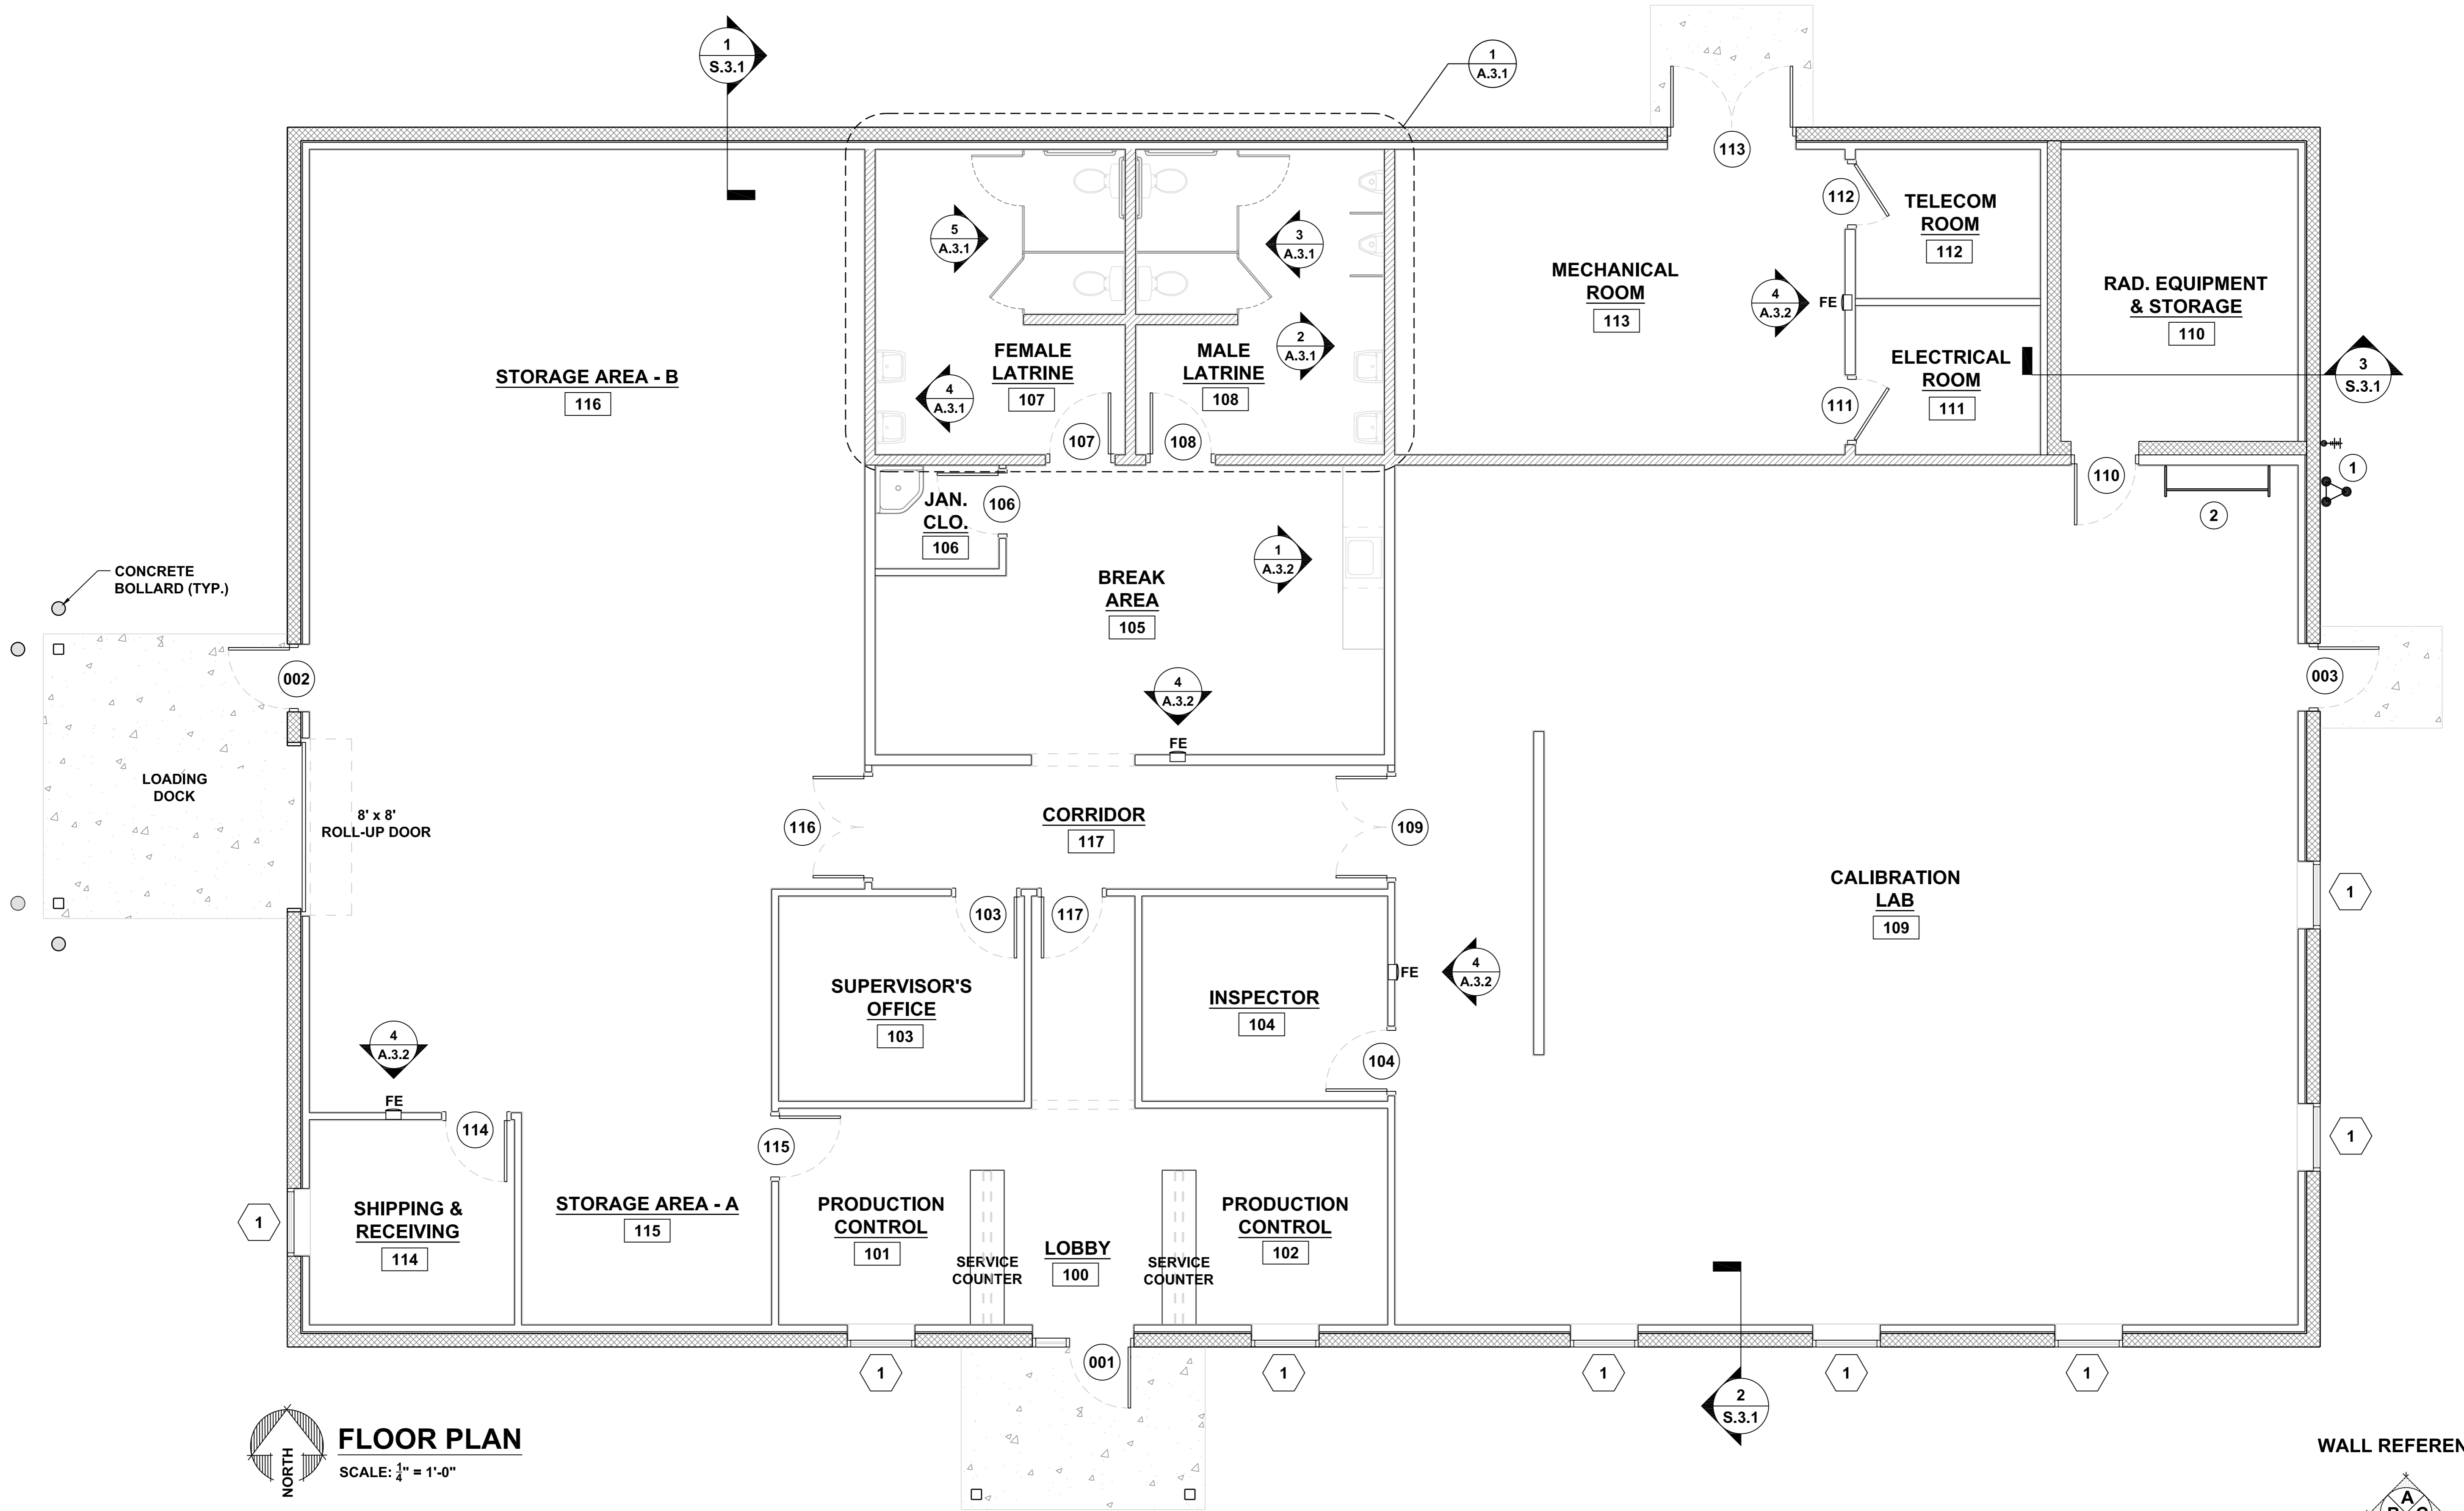 1
S.3.1
1
A.3.1
113
112
TELECOM
ROOM
112
5
A.3.1
3
A.3.1
MECHANICAL
ROOM
113
4
A.3.2
FE
RAD. EQUIPMENT
& STORAGE
110
STORAGE AREA - B
116
FEMALE
LATRINE
107
MALE
LATRINE
108
2
A.3.1
4
A.3.1
ELECTRICAL
ROOM
111
111
3
S.3.1
107
108
110
1
2
JAN.
CLO.
106
106
1
A.3.2
BREAK
AREA
105
CONCRETE
BOLLARD (TYP.)
002
003
4
A.3.2
FE
LOADING
DOCK
8' x 8'
ROLL-UP DOOR
116
CORRIDOR
117
109
CALIBRATION
LAB
109
1
103
117
SUPERVISOR'S
OFFICE
103
INSPECTOR
104
FE
4
A.3.2
104
4
A.3.2
FE
114
115
1
SHIPPING &
RECEIVING
114
1
STORAGE AREA - A
115
PRODUCTION
CONTROL
101
SERVICE
COUNTER
LOBBY
100
SERVICE
COUNTER
PRODUCTION
CONTROL
102
001
1
1
1
1
1
2
S.3.1
NORTH
FLOOR PLAN
SCALE: 1/4" = 1'-0"
WALL REFEREN
A